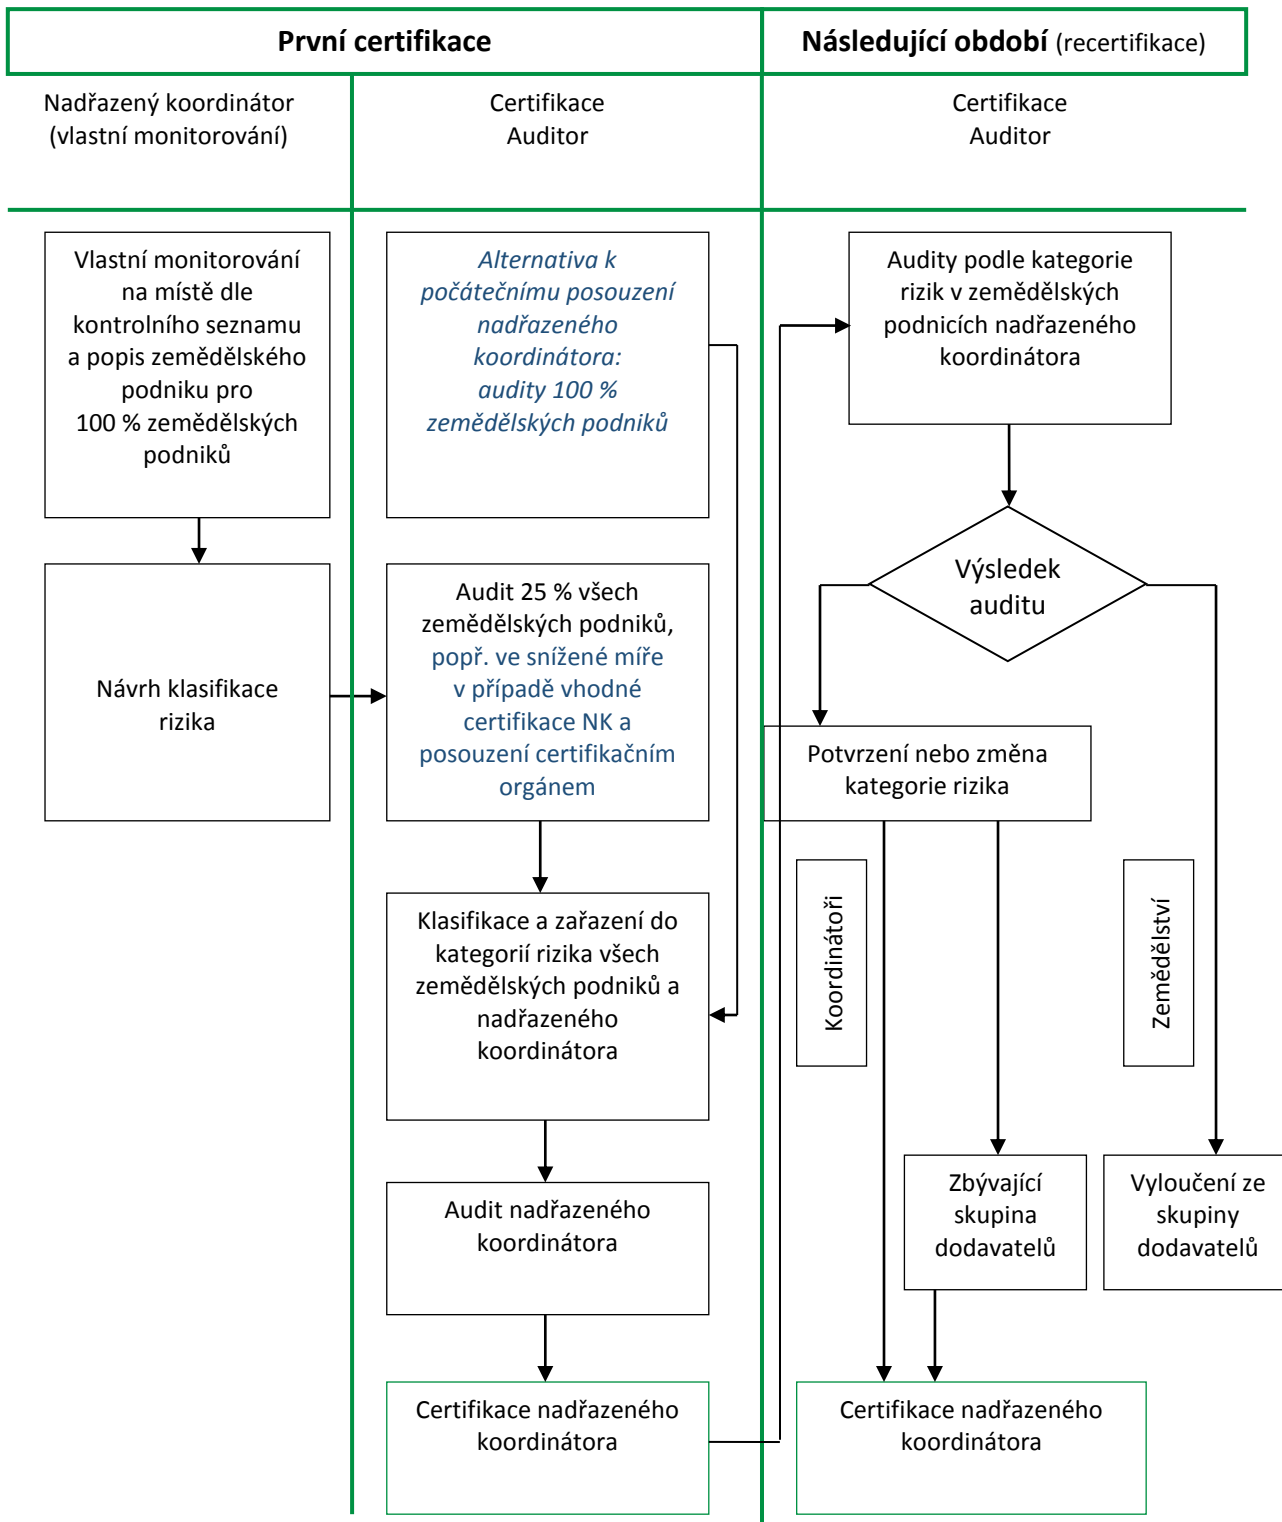 První certifikace
Následující období (recertifikace)
Nadřazený koordinátor
(vlastní monitorování)
Certifikace
Auditor
Certifikace
Auditor
Vlastní monitorování
na místě dle
kontrolního seznamu
a popis zemědělského
podniku pro
100 % zemědělských
podniků
Alternativa k
počátečnímu posouzení
nadřazeného
koordinátora:
audity 100 %
zemědělských podniků
Audity podle kategorie
rizik v zemědělských
podnicích nadřazeného
koordinátora
Návrh klasifikace
rizika
Audit 25 % všech
zemědělských podniků,
popř. ve snížené míře
v případě vhodné
certifikace NK a
posouzení certifikačním
orgánem
Výsledek
auditu
Potvrzení nebo změna
kategorie rizika
Klasifikace a zařazení do
kategorií rizika všech
zemědělských podniků a
nadřazeného
koordinátora
Koordinátoři
Zemědělství
Audit nadřazeného
koordinátora
Zbývající
skupina
dodavatelů
Vyloučení ze
skupiny
dodavatelů
Certifikace nadřazeného
koordinátora
Certifikace nadřazeného
koordinátora